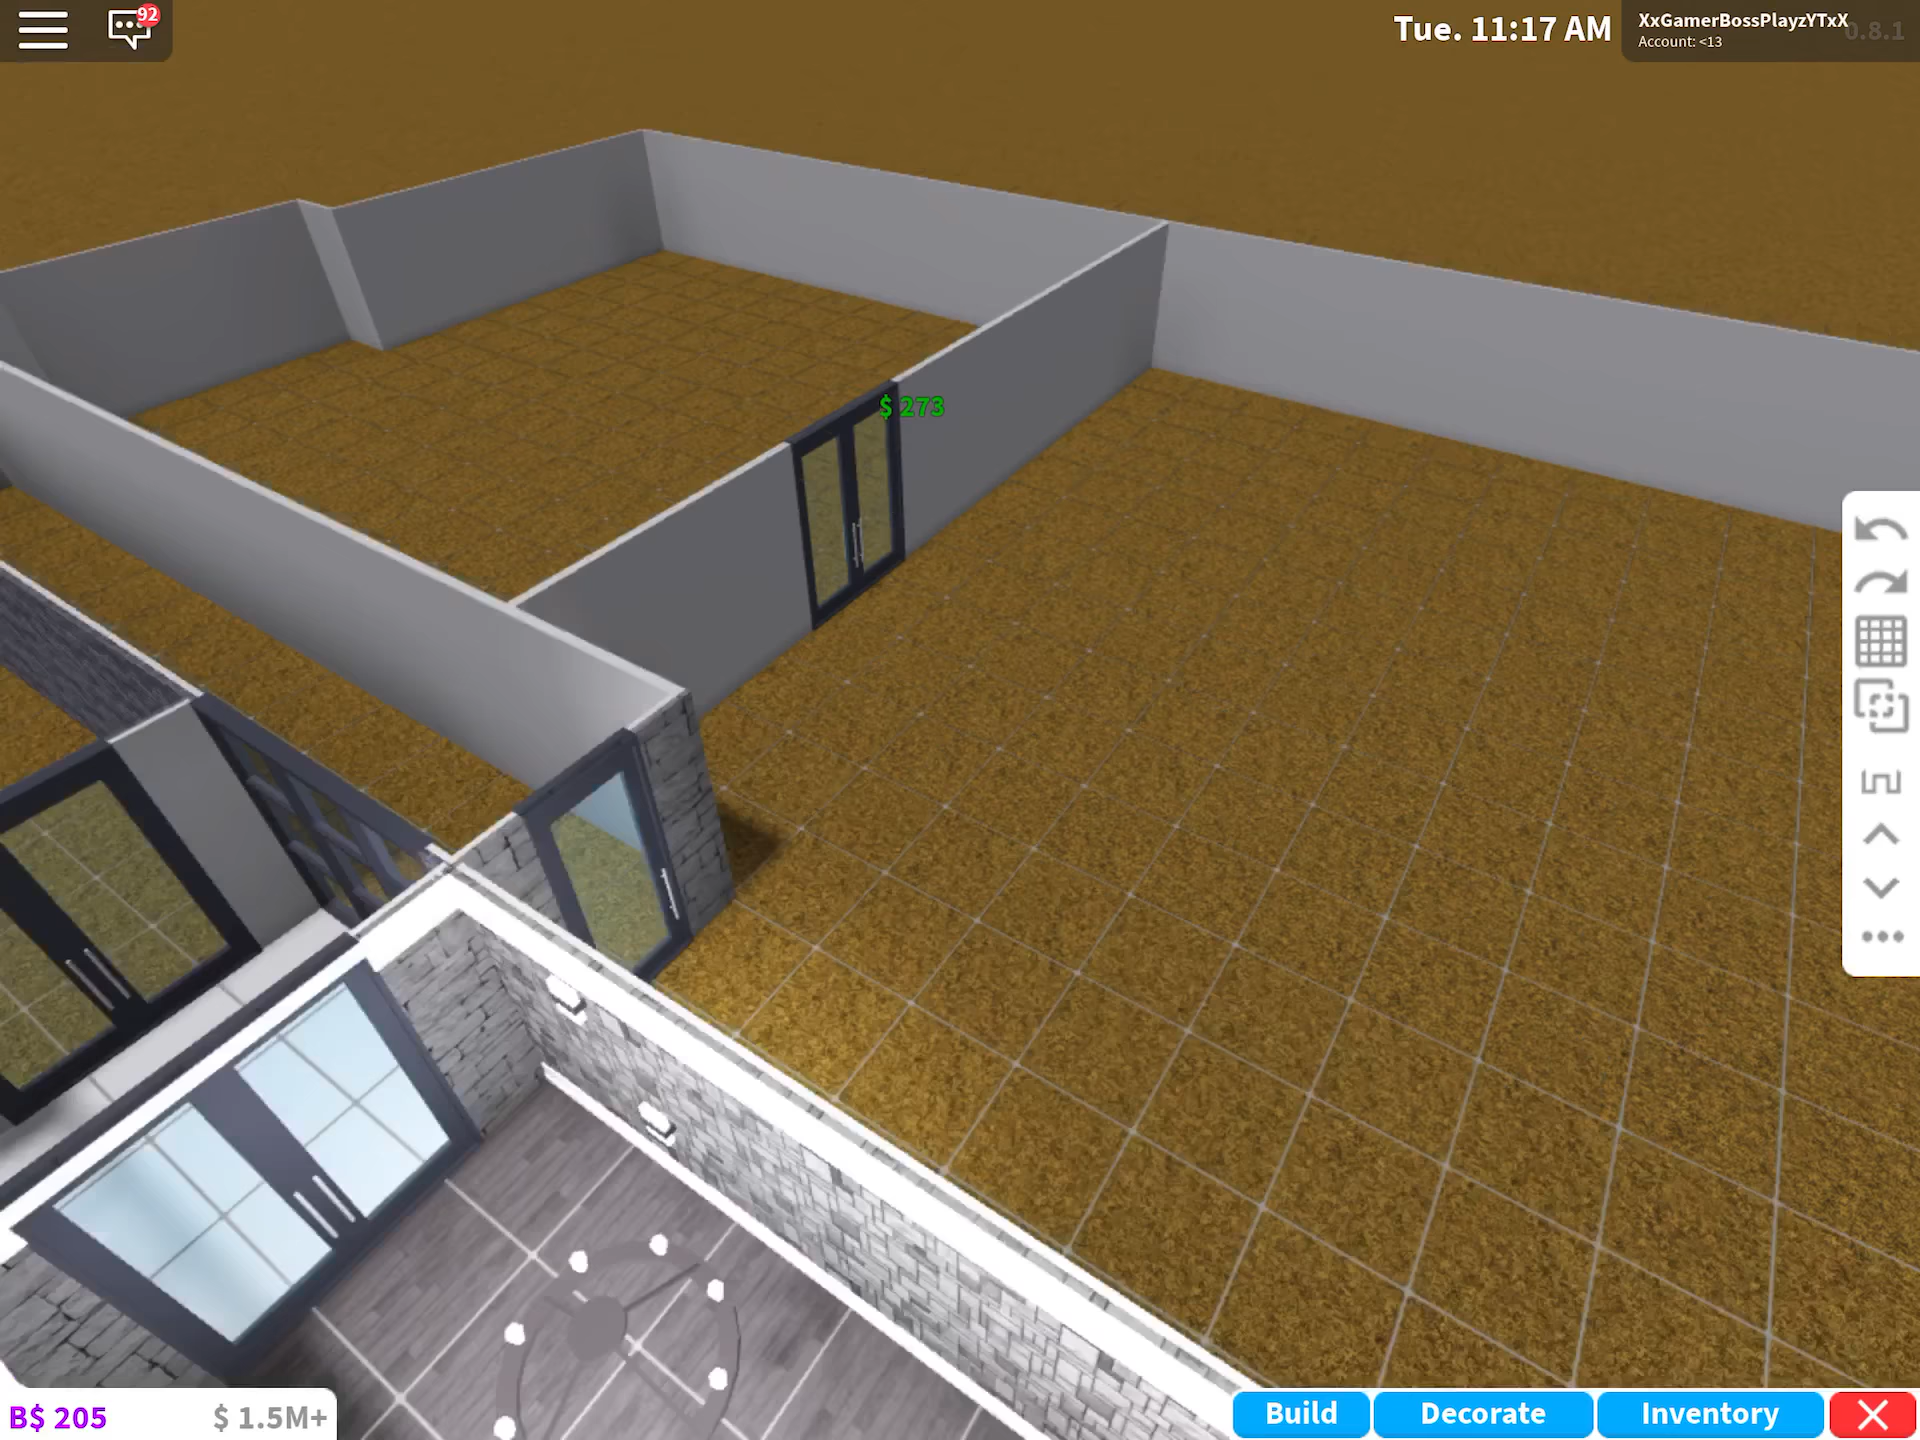 92
Tue. 11:17 AM
XxGamerBossPlayzYTxX
Account: <13
0.8.1
$ 273
B$ 205
$ 1.5M+
Build
Decorate
Inventory